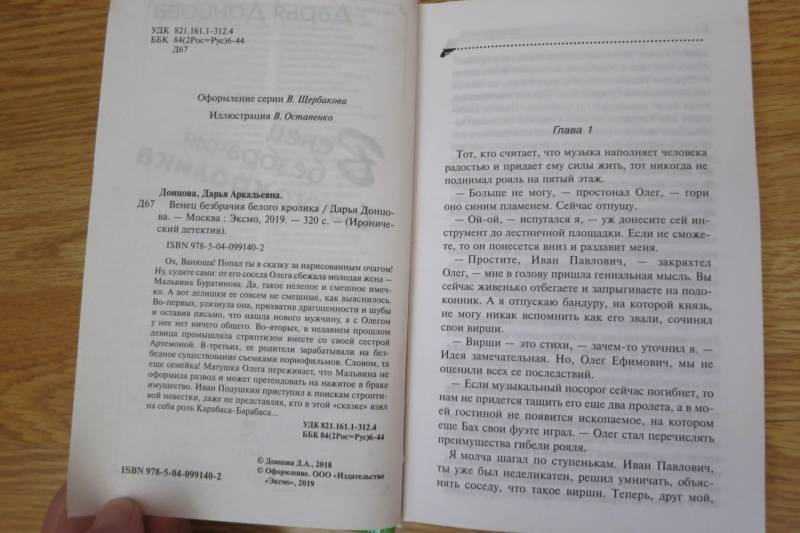 УДК 821.161.1-312.4
ББК 84(2Рос=Рус)6-44
Д67
Оформление серии В. Щербакова
Иллюстрация В. Остапенко
Донцова, Дарья Аркадьевна.
Д67 Венец безбрачия белого кролика / Дарья Донцо-
ва. — Москва : Эксмо, 2019. — 320 с. — (Ирониче-
ский детектив).
ISBN 978-5-04-099140-2
Ох, Ванюша! Попал ты в сказку за нарисованным очагом!
Ну, судите сами: от его соседа Олега сбежала молодая жена —
Мальвина Буратинова. Да, такое нелепое и смешное имеч-
ко. А вот делишки ее совсем не смешные, как выяснилось.
Во-первых, улизнула она, прихватив драгоценности и шубы
и оставив письмо, что нашла нового мужчину, а с Олегом
у нее нет ничего общего. Во-вторых, в недавнем прошлом
девица промышляла стриптизом вместе со своей сестрой
Артемоной. В-третьих, ее родители зарабатывали на без-
бедное существование съемками порнофильмов. Словом, та
еще семейка! Матушка Олега переживает, что Мальвина не
оформила развод и может претендовать на нажитое в браке
имущество. Иван Подушкин приступил к поискам стропти-
вой невестки, даже не представляя, кто в этой «сказке» взял
на себя роль Карабаса-Барабаса...
УДК 821.161.1-312.4
ББК 84(2Рос=Рус)6-44
© Донцова Д.А., 2018
© Оформление. ООО «Издательство
«Эксмо», 2019
ISBN 978-5-04-099140-2
Глава 1
Тот, кто считает, что музыка наполняет человека
радостью и придает ему силы жить, тот никогда не
поднимал рояль на пятый этаж.
— Больше не могу, — простонал Олег, — гори
оно синим пламенем. Сейчас отпущу.
— Ой-ой, — испугался я, — уж донесите сей ин-
струмент до лестничной площадки. Если не сможе-
те, то он понесется вниз и раздавит меня.
— Простите, Иван Павлович, — закряхтел
Олег, — мне в голову пришла гениальная мысль. Вы
сейчас живенько отбегаете и запрыгиваете на подо-
конник. А я отпускаю бандуру, на которой князь,
не могу никак вспомнить как его звали, сочинял
свои вирши.
— Вирши — это стихи, — зачем-то уточнил я. —
Идея замечательная. Но, Олег Ефимович, мы не
оценили всех ее последствий.
— Если музыкальный носорог сейчас погибнет, то
нам не придется тащить его еще два пролета, а в мо-
ей гостиной не появится ископаемое, на котором
еще Бах свои фуэте играл. — Олег стал перечислять
преимущества гибели рояля.
Я молча шагал по ступенькам. Иван Павлович,
ты уже был неделикатен, решил умничать, объяс-
нять соседу, что такое вирши. Теперь, друг мой,